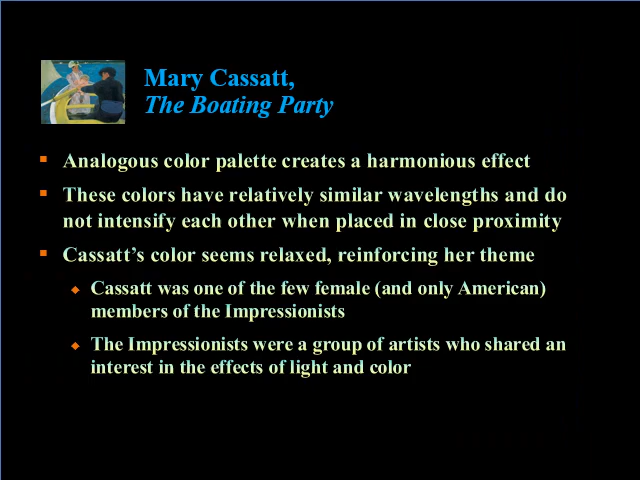 Mary Cassatt,
The Boating Party
Analogous color palette creates a harmonious effect
These colors have relatively similar wavelengths and do
not intensify each other when placed in close proximity
Cassatt’s color seems relaxed, reinforcing her theme
Cassatt was one of the few female (and only American)
members of the Impressionists
The Impressionists were a group of artists who shared an
interest in the effects of light and color